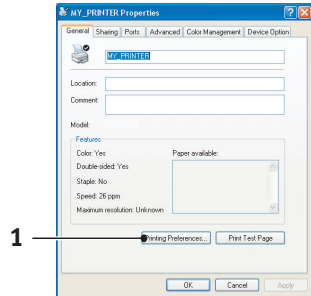 MY_PRINTER Properties
General Sharing Ports Advanced Color Management Device Option
MY_PRINTER
Location:
Comment:
Model:
Features
Color: Yes
Paper available:
Double-sided: Yes
Staple: No
Speed: 26 ppm
Maximum resolution: Unknown
1
Printing Preferences... Print Test Page
OK Cancel Apply